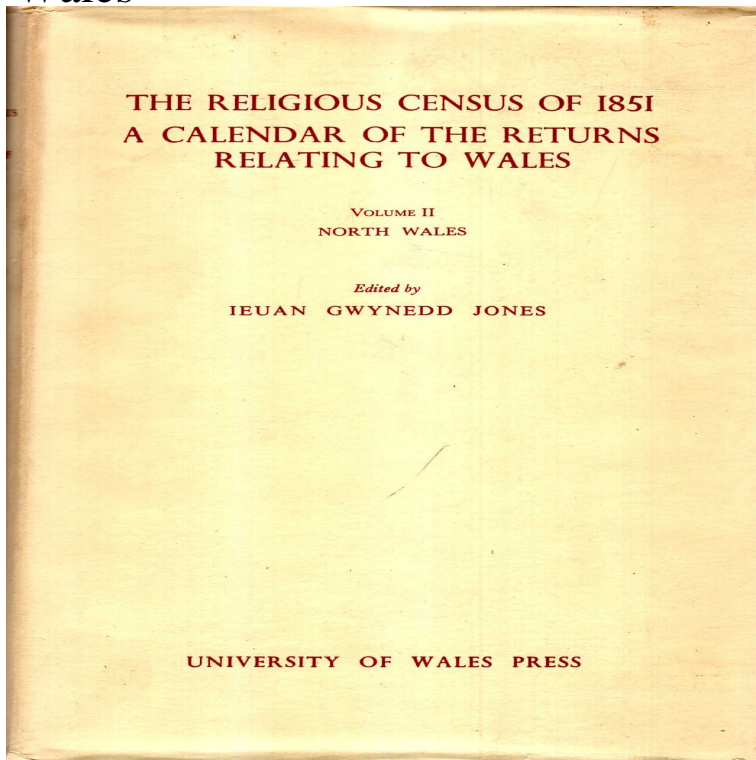 Wales
THE RELIGIOUS CENSUS OF 1851
A CALENDAR OF THE RETURNS
RELATING TO WALES
VOLUME II
NORTH WALES
Edited by
IEUAN GWYNEDD JONES
UNIVERSITY OF WALES PRESS